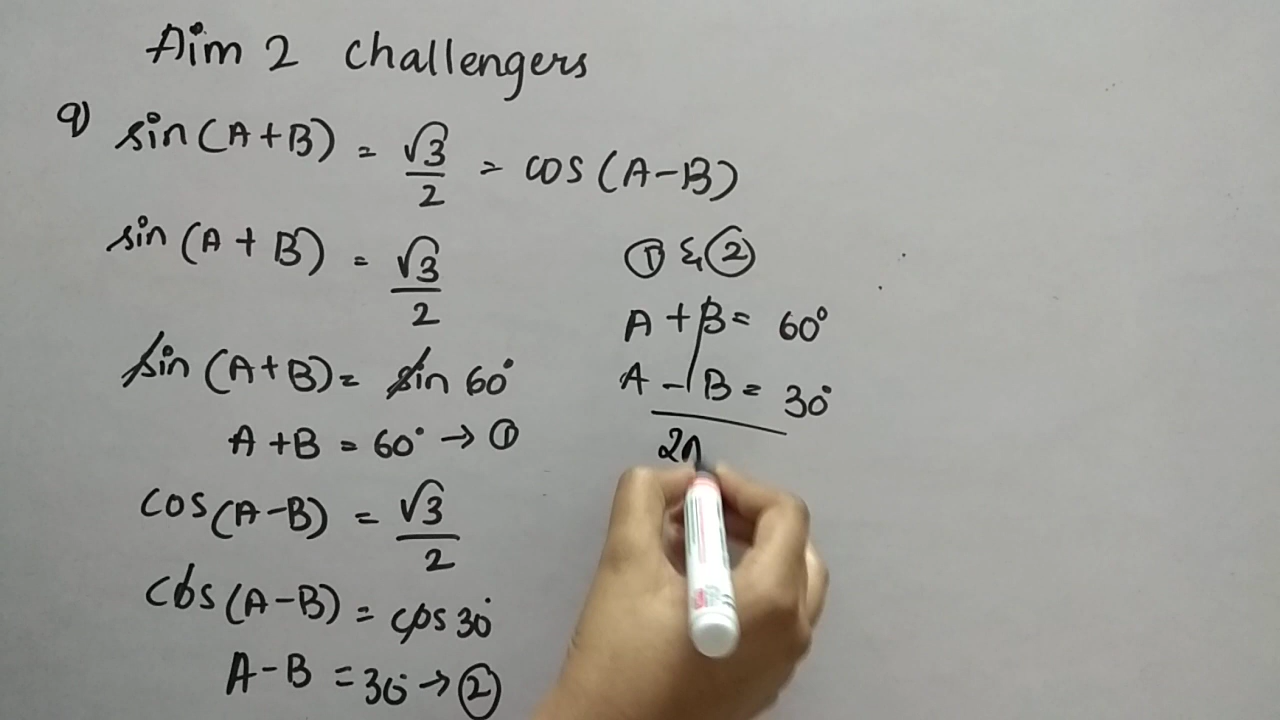 Aim 2 Challengers
q) sin(A+B) = √3/2 = cos(A-B)
sin(A+B) = √3/2
sin(A+B) = sin 60°
A+B = 60° → ①
cos(A-B) = √3/2
cos(A-B) = cos 30°
A-B = 30° → ②
① & ②
A+B = 60°
A-B = 30°